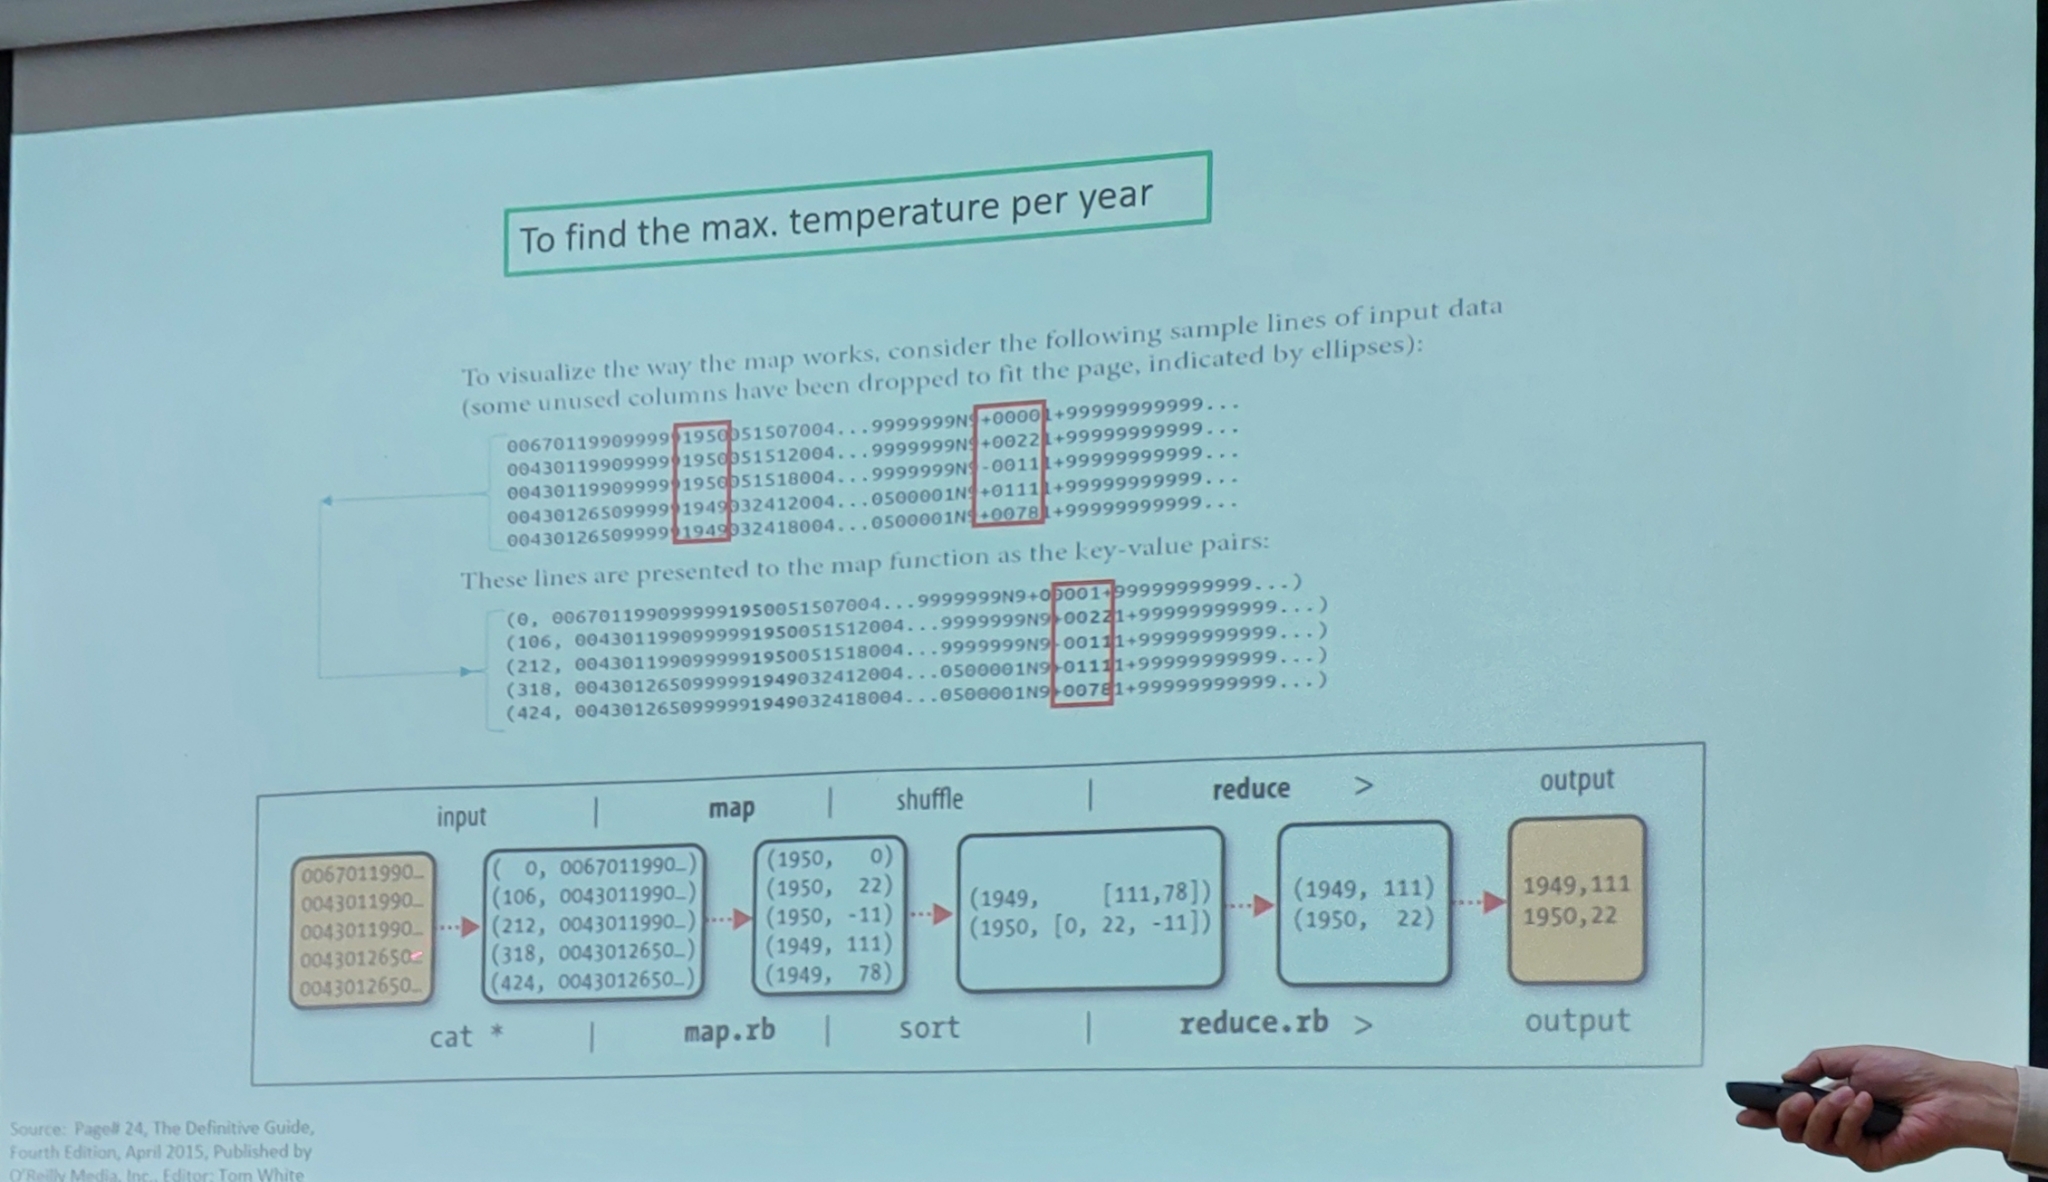 To find the max. temperature per year
To visualize the way the map works, consider the following sample lines of input data
(some unused columns have been dropped to fit the page, indicated by ellipses):
0067011990999991950051507004...9999999N9+00001+99999999999...
0043011990999991950051512004...9999999N9+00221+99999999999...
0043011990999991950051518004...9999999N9-00111+99999999999...
0043012650999991949032412004...0500001N9+01111+99999999999...
0043012650999991949032418004...0500001N9+00781+99999999999...
These lines are presented to the map function as the key-value pairs:
(0, 0067011990999991950051507004...9999999N9+00001+99999999999...)
(106, 0043011990999991950051512004...9999999N9+00221+99999999999...)
(212, 0043011990999991950051518004...9999999N9-00111+99999999999...)
(318, 0043012650999991949032412004...0500001N9+01111+99999999999...)
(424, 0043012650999991949032418004...0500001N9+00781+99999999999...)
input | map | shuffle | reduce > output
0067011990…
0043011990…
0043011990…
0043012650…
0043012650…
( 0, 0067011990…)
(106, 0043011990…)
(212, 0043011990…)
(318, 0043012650…)
(424, 0043012650…)
(1950, 0)
(1950, 22)
(1950, -11)
(1949, 111)
(1949, 78)
(1949, [111,78])
(1950, [0, 22, -11])
(1949, 111)
(1950, 22)
1949,111
1950,22
cat * | map.rb | sort | reduce.rb > output
Source: Page# 24, The Definitive Guide,
Fourth Edition, April 2015, Published by
O'Reilly Media, Inc., Editor: Tom White